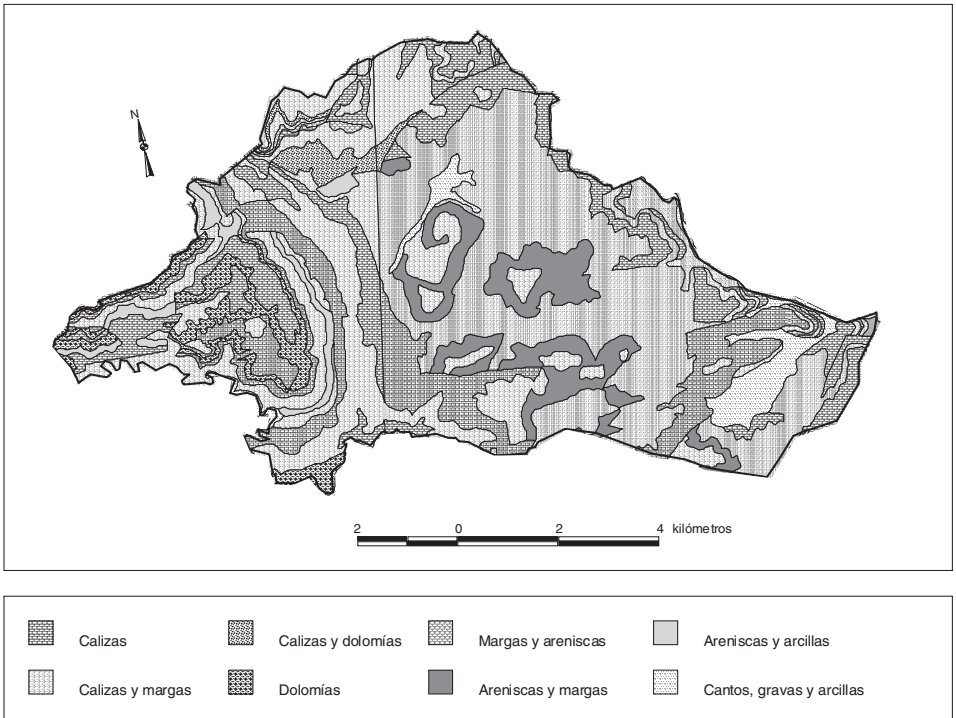 N
2 0 2 4 kilómetros
Calizas Calizas y dolomías Margas y areniscas Areniscas y arcillas
Calizas y margas Dolomías Areniscas y margas Cantos, gravas y arcillas